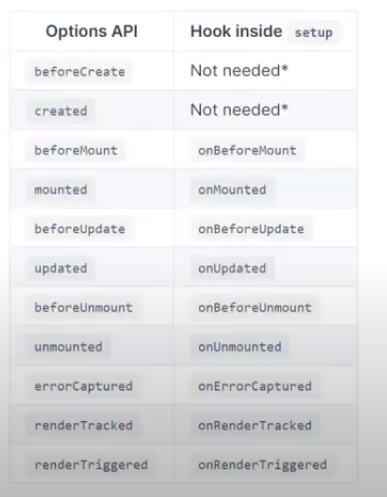 Options API Hook inside setup
beforeCreate Not needed*
created Not needed*
beforeMount onBeforeMount
mounted onMounted
beforeUpdate onBeforeUpdate
updated onUpdated
beforeUnmount onBeforeUnmount
unmounted onUnmounted
errorCaptured onErrorCaptured
renderTracked onRenderTracked
renderTriggered onRenderTriggered